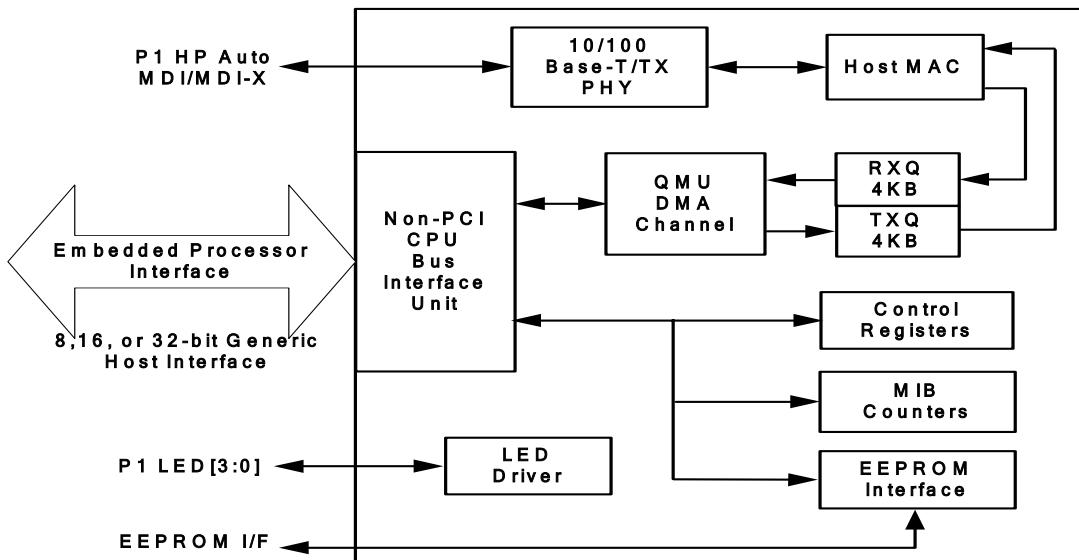 P1 HP Auto
MDI/MDI-X
10/100
Base-T/TX
PHY
Host MAC
Non-PCI
CPU
Bus
Interface
Unit
QMU
DMA
Channel
RXQ
4KB
TXQ
4KB
Embedded Processor
Interface
8,16, or 32-bit Generic
Host Interface
Control
Registers
MIB
Counters
P1 LED[3:0]
LED
Driver
EEPROM
Interface
EEPROM I/F